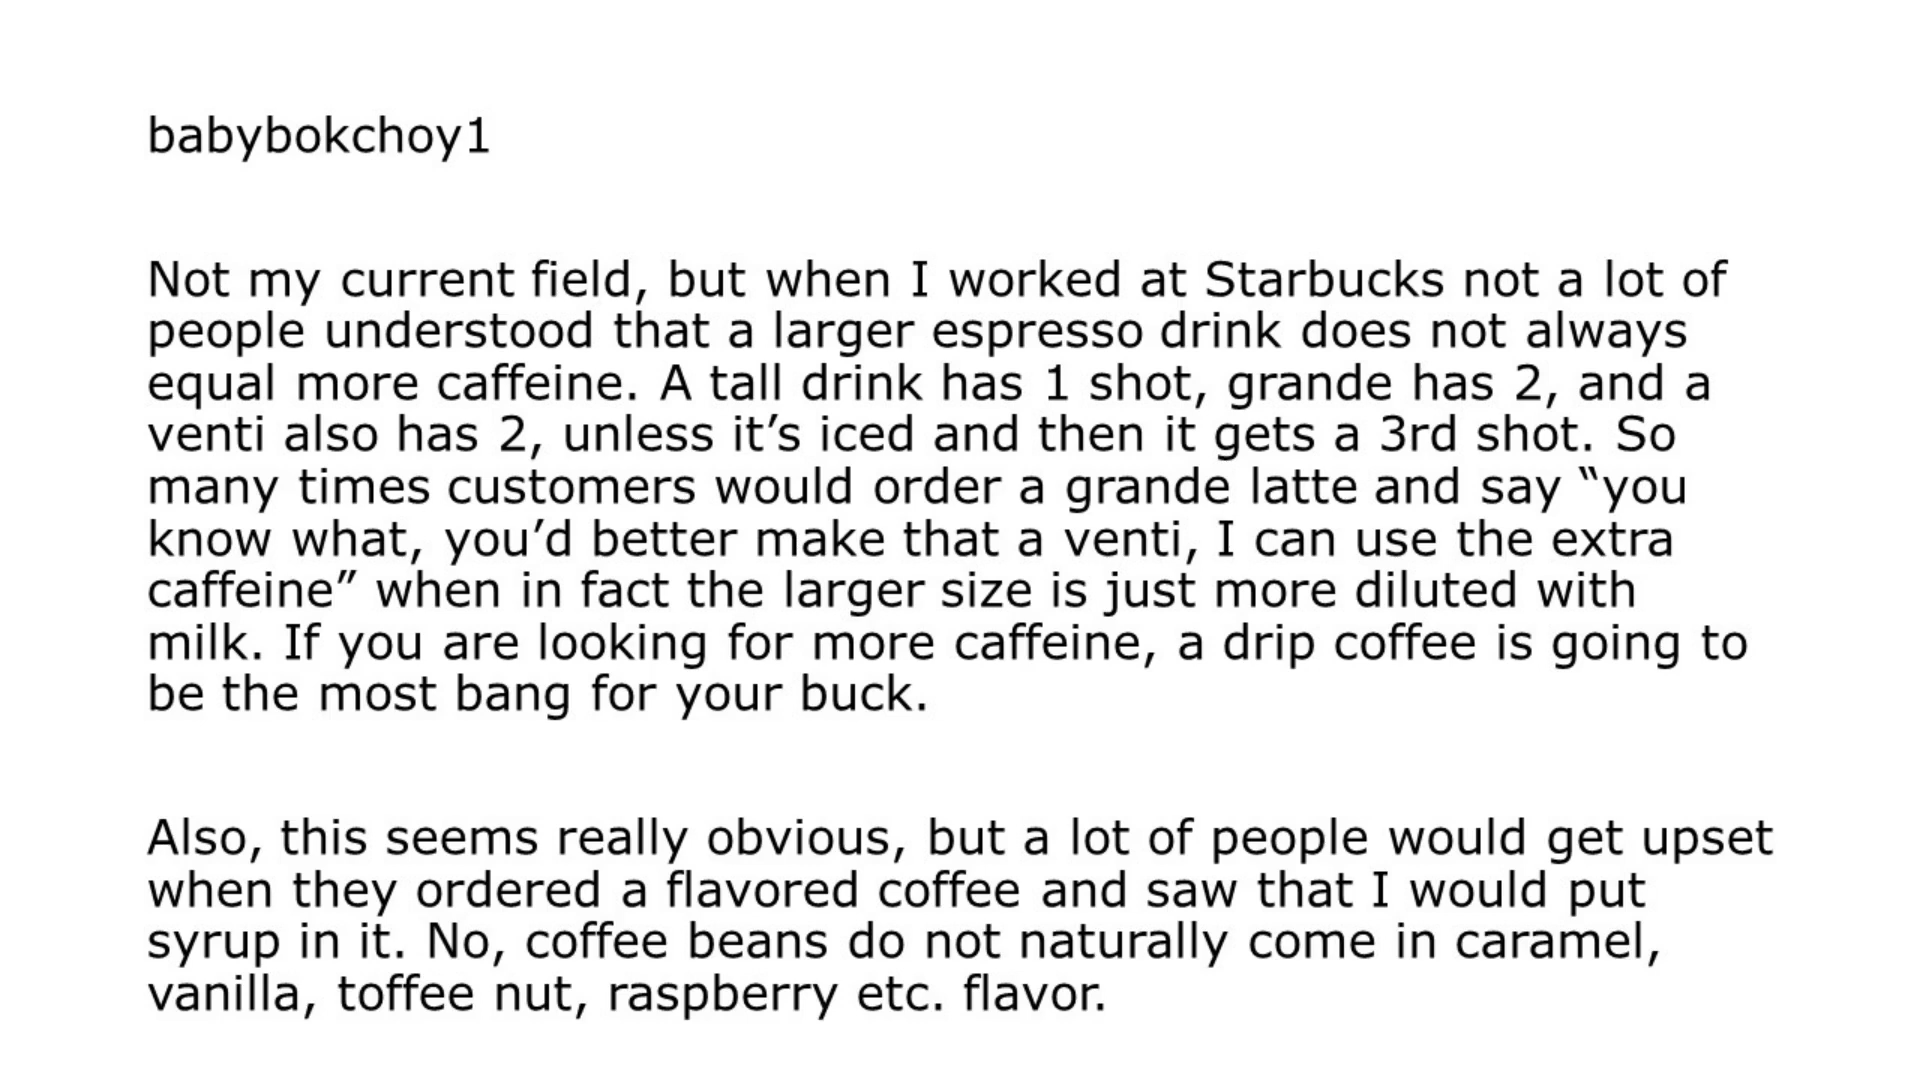 babybokchoy1
Not my current field, but when I worked at Starbucks not a lot of
people understood that a larger espresso drink does not always
equal more caffeine. A tall drink has 1 shot, grande has 2, and a
venti also has 2, unless it’s iced and then it gets a 3rd shot. So
many times customers would order a grande latte and say “you
know what, you’d better make that a venti, I can use the extra
caffeine” when in fact the larger size is just more diluted with
milk. If you are looking for more caffeine, a drip coffee is going to
be the most bang for your buck.
Also, this seems really obvious, but a lot of people would get upset
when they ordered a flavored coffee and saw that I would put
syrup in it. No, coffee beans do not naturally come in caramel,
vanilla, toffee nut, raspberry etc. flavor.